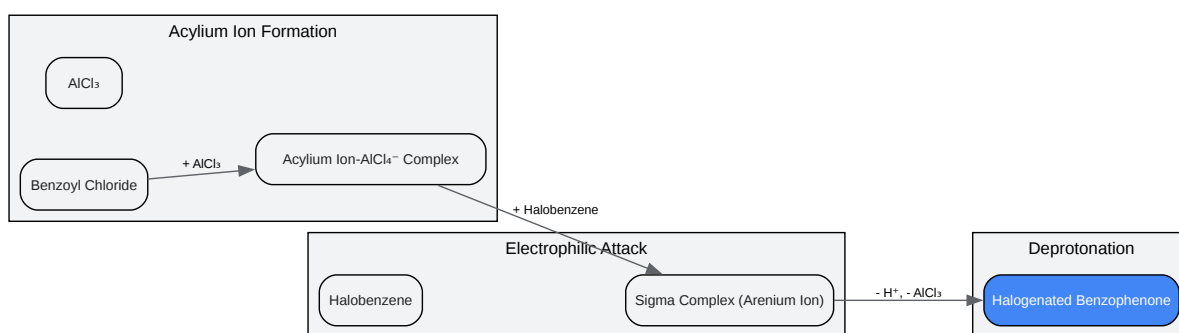 Acylium Ion Formation
AlCl₃
Benzoyl Chloride
+ AlCl₃
Acylium Ion-AlCl₄⁻ Complex
+ Halobenzene
Electrophilic Attack
Halobenzene
Sigma Complex (Arenium Ion)
- H⁺, - AlCl₃
Deprotonation
Halogenated Benzophenone